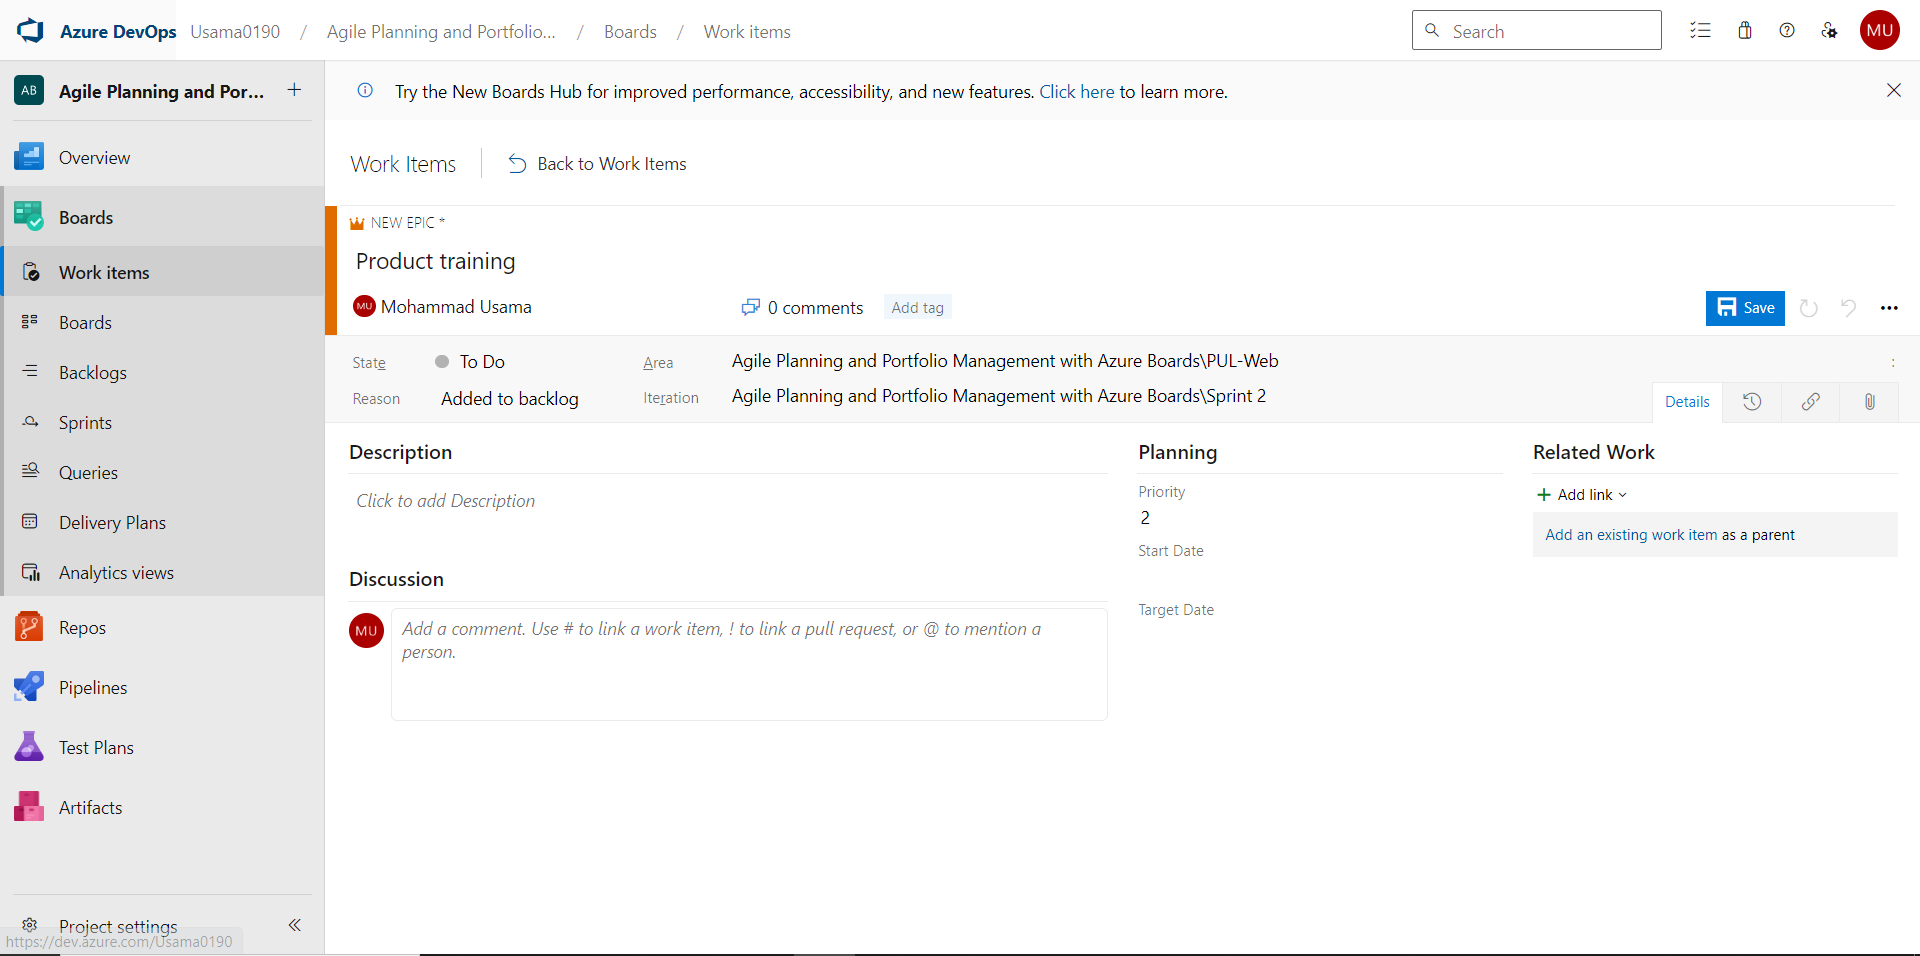 Azure DevOps Usama0190 / Agile Planning and Portfolio... / Boards / Work items
Search
MU
AB Agile Planning and Por... +
Try the New Boards Hub for improved performance, accessibility, and new features. Click here to learn more.
Overview
Boards
Work items
Boards
Backlogs
Sprints
Queries
Delivery Plans
Analytics views
Repos
Pipelines
Test Plans
Artifacts
Project settings
https://dev.azure.com/Usama0190
Work Items
Back to Work Items
NEW EPIC *
Product training
MU Mohammad Usama
0 comments
Add tag
Save
State
To Do
Area
Agile Planning and Portfolio Management with Azure Boards\PUL-Web
Reason
Added to backlog
Iteration
Agile Planning and Portfolio Management with Azure Boards\Sprint 2
Details
Description
Click to add Description
Discussion
MU
Add a comment. Use # to link a work item, ! to link a pull request, or @ to mention a
person.
Planning
Priority
2
Start Date
Target Date
Related Work
+ Add link
Add an existing work item as a parent